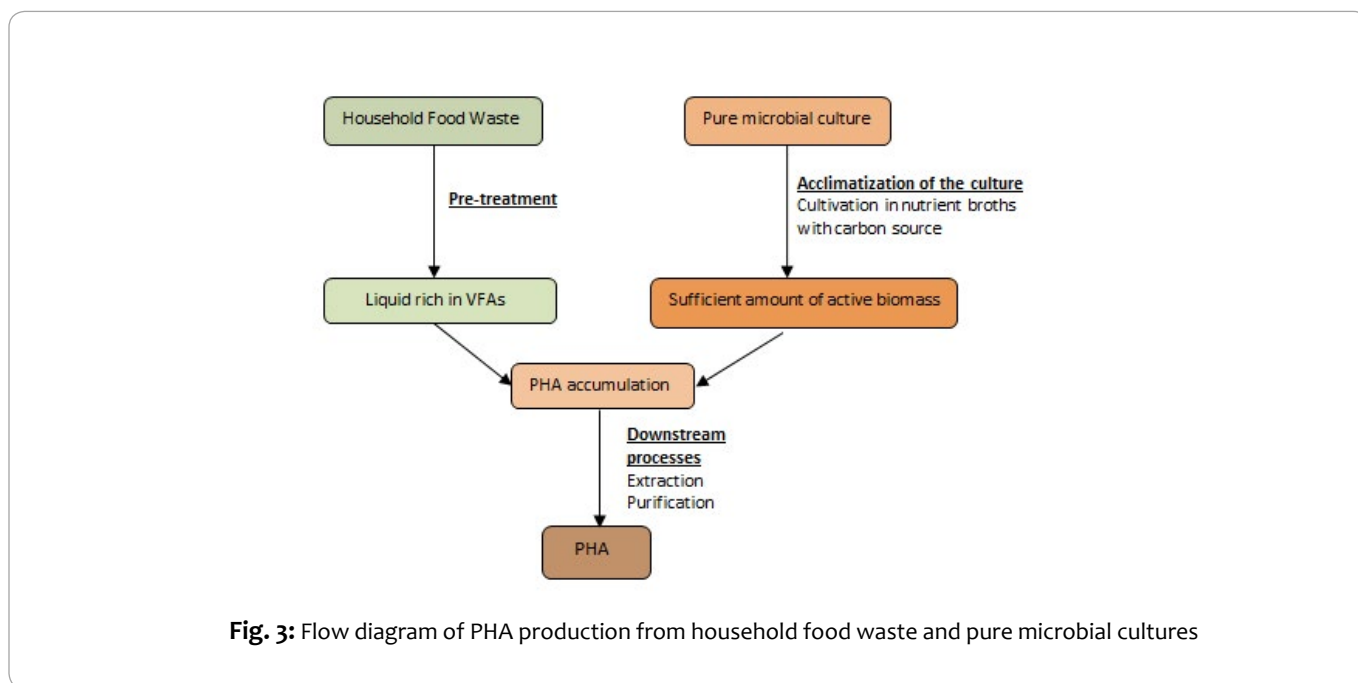 Household Food Waste
Pure microbial culture
Pre-treatment
Acclimatization of the culture
Cultivation in nutrient broths
with carbon source
Liquid rich in VFAs
Sufficient amount of active biomass
PHA accumulation
Downstream
processes
Extraction
Purification
PHA
Fig. 3: Flow diagram of PHA production from household food waste and pure microbial cultures